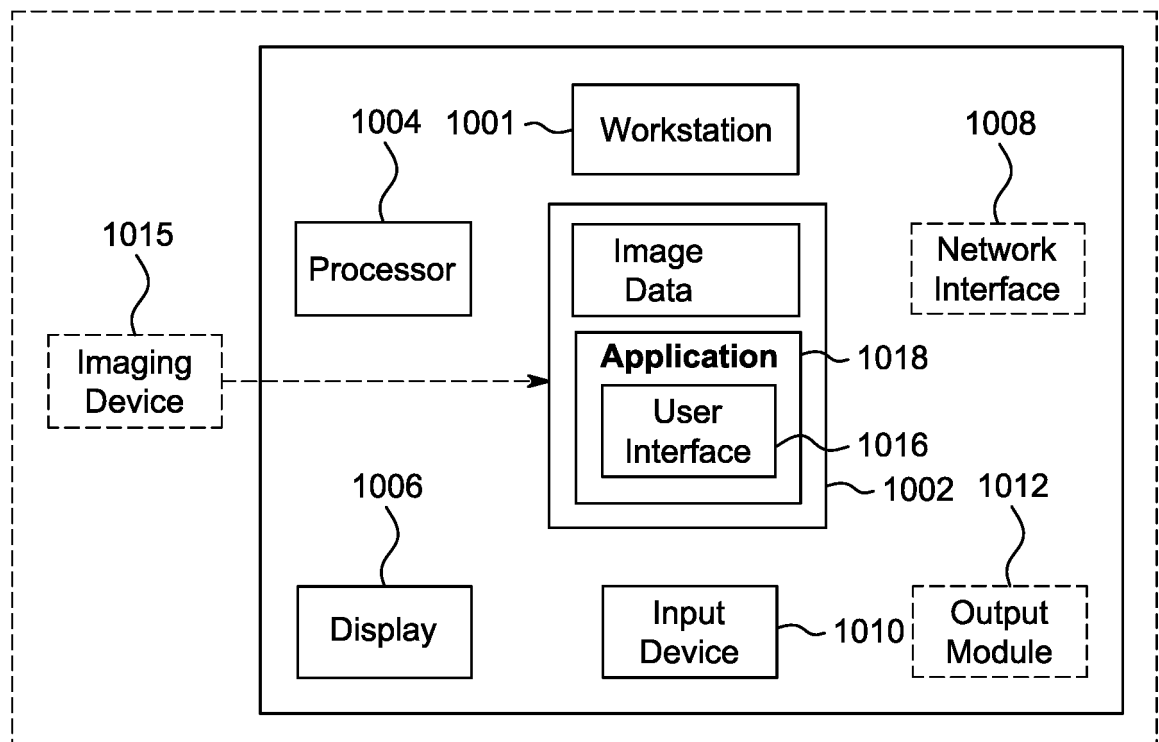 1004
1001
Workstation
1008
1015
Processor
Image
Data
Network
Interface
Imaging
Device
Application
1018
User
Interface
1016
1006
1002
1012
Display
Input
Device
1010
Output
Module